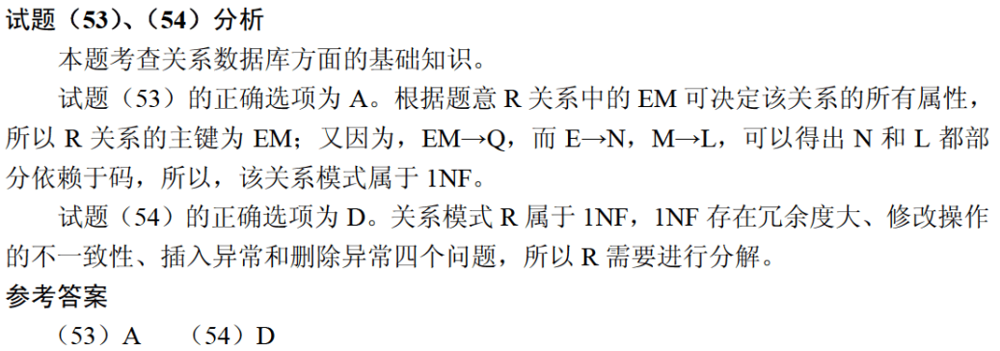 试题（53）、（54）分析
本题考查关系数据库方面的基础知识。
试题（53）的正确选项为 A。根据题意 R 关系中的 EM 可决定该关系的所有属性，
所以 R 关系的主键为 EM；又因为，EM→Q，而 E→N，M→L，可以得出 N 和 L 都部
分依赖于码，所以，该关系模式属于 1NF。
试题（54）的正确选项为 D。关系模式 R 属于 1NF，1NF 存在冗余度大、修改操作
的不一致性、插入异常和删除异常四个问题，所以 R 需要进行分解。
参考答案
（53）A （54）D